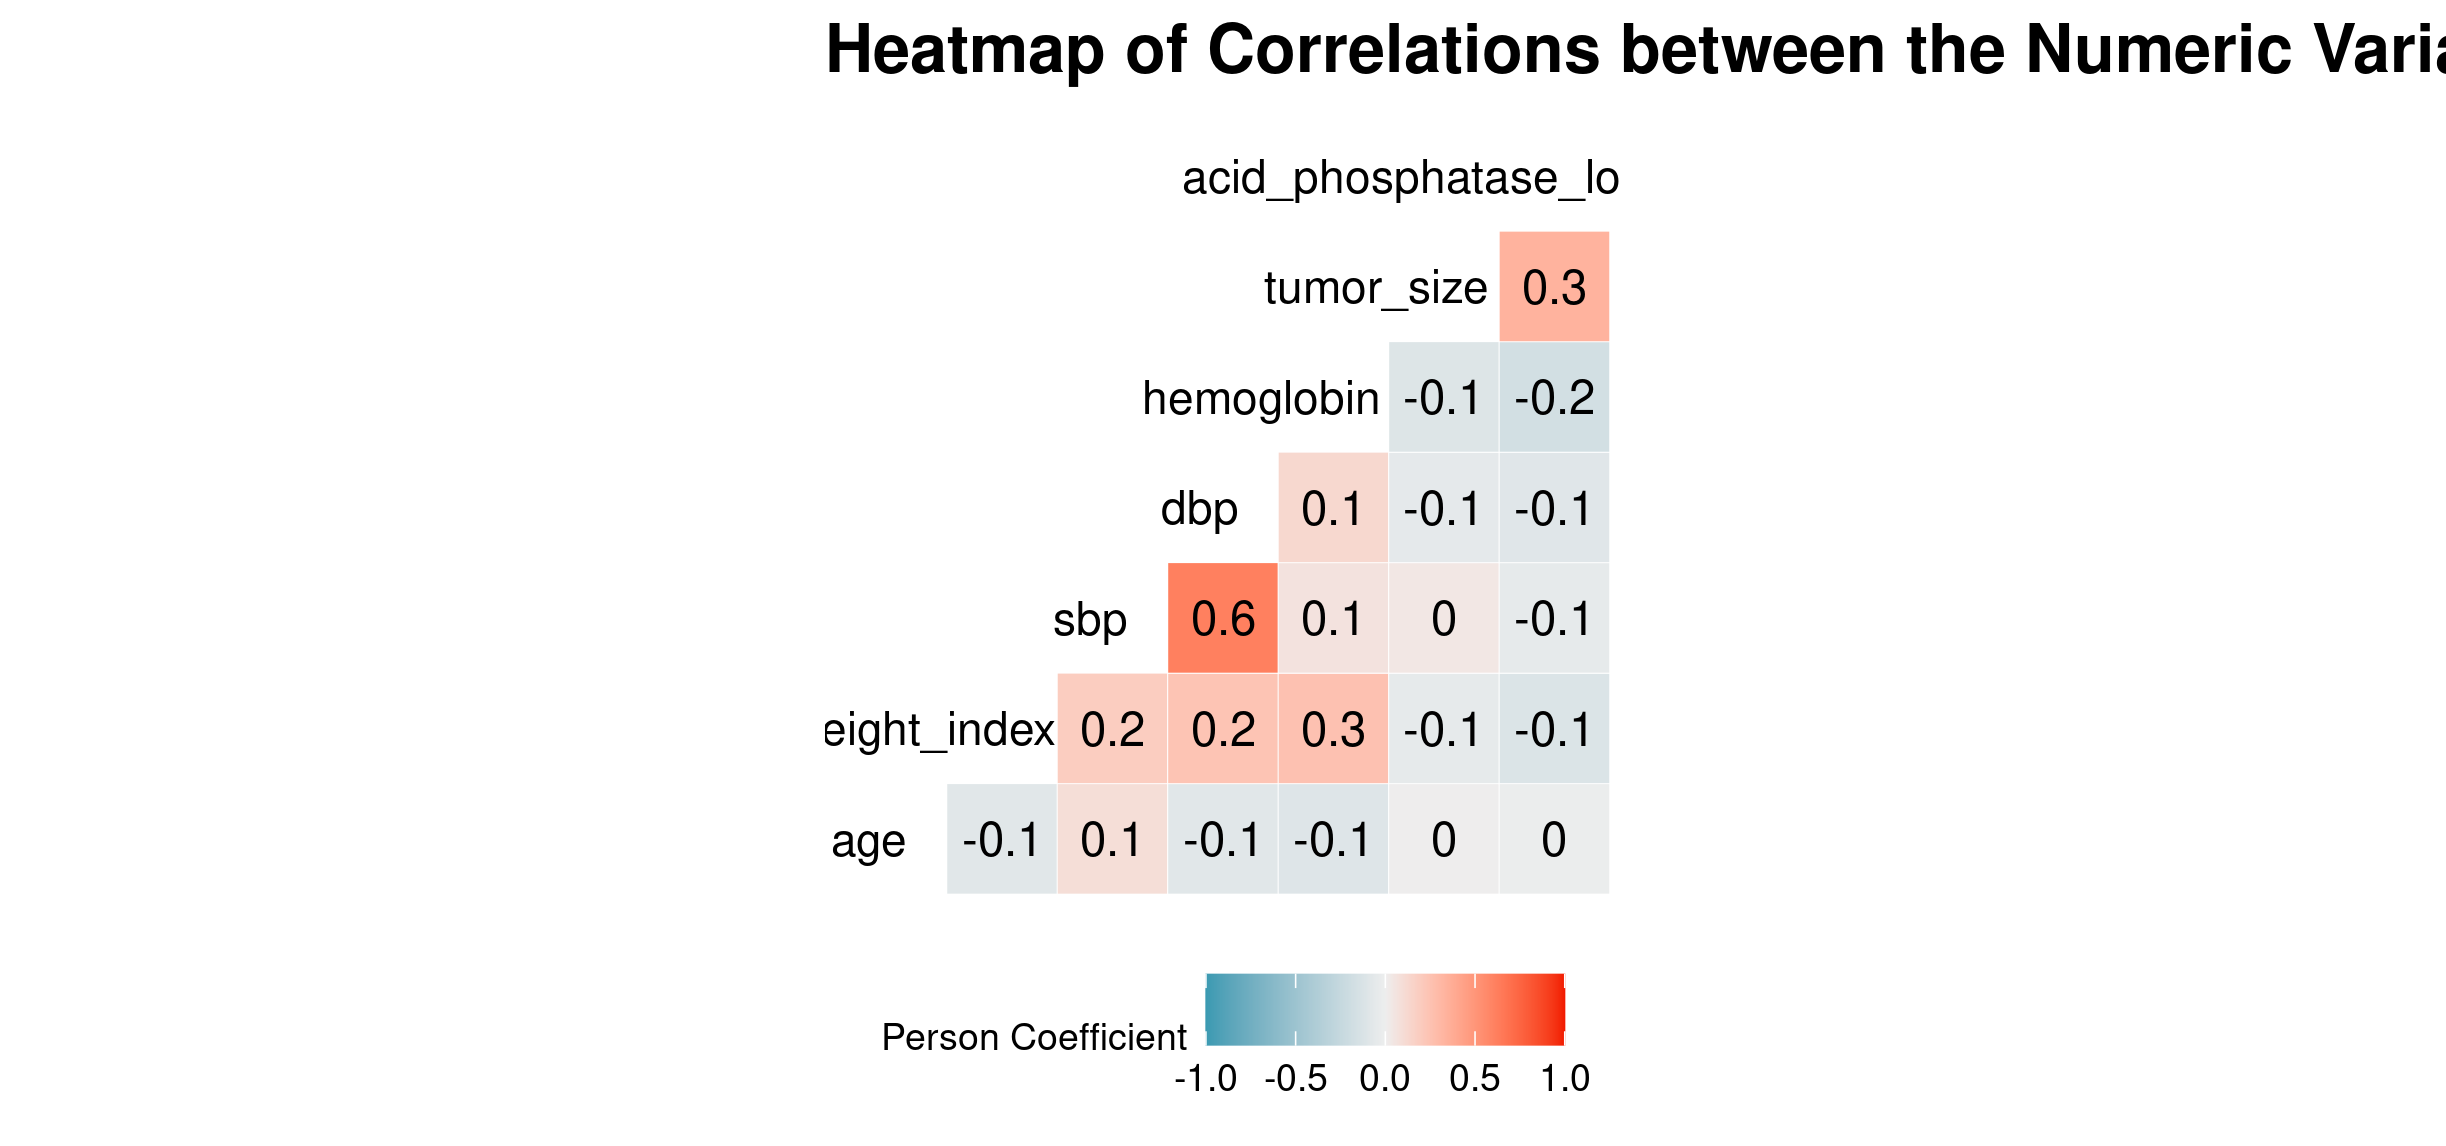 Heatmap of Correlations between the Numeric Varia
acid_phosphatase_lo
tumor_size 0.3
hemoglobin -0.1 -0.2
dbp 0.1 -0.1 -0.1
sbp 0.6 0.1 0 -0.1
eight_index 0.2 0.2 0.3 -0.1 -0.1
age -0.1 0.1 -0.1 -0.1 0 0
Person Coefficient
-1.0 -0.5 0.0 0.5 1.0